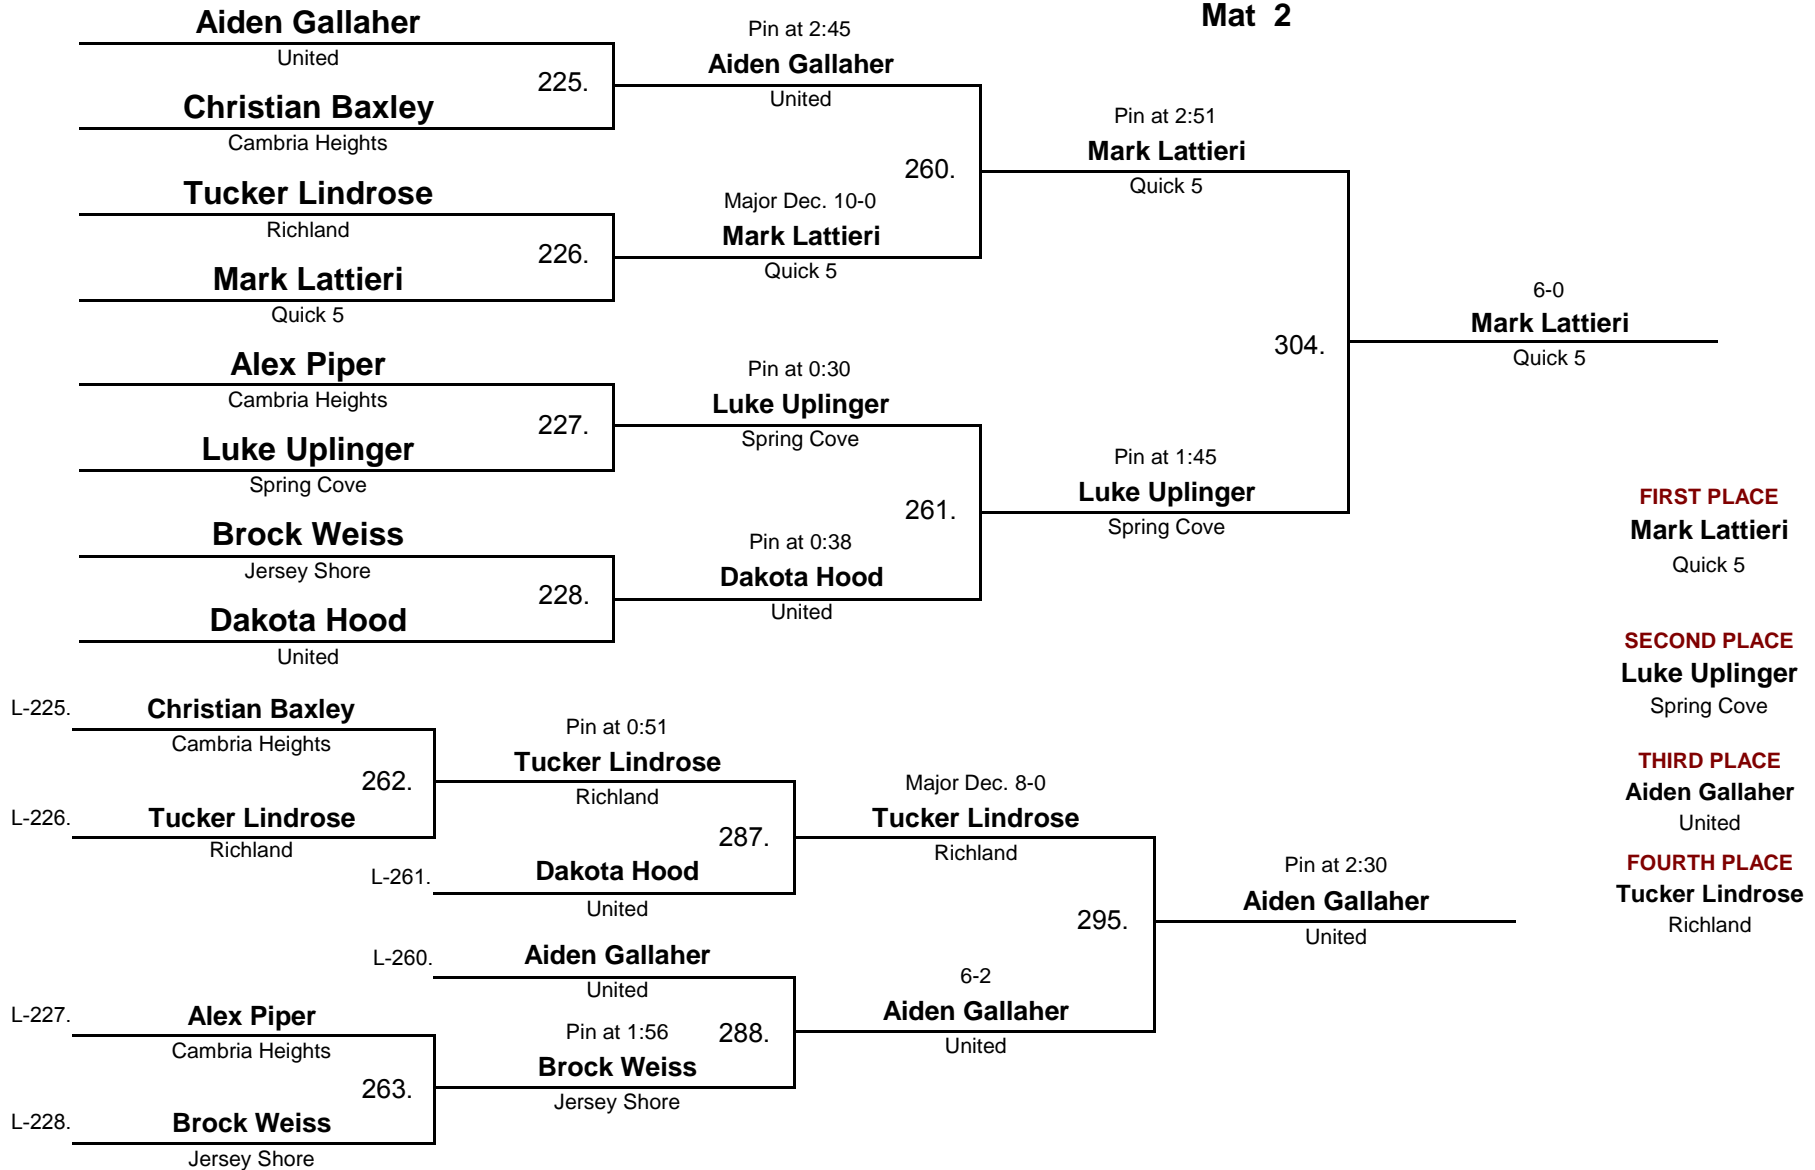 Mat 2
Aiden Gallaher
United
225.
Christian Baxley
Cambria Heights
Tucker Lindrose
Richland
226.
Mark Lattieri
Quick 5
Alex Piper
Cambria Heights
227.
Luke Uplinger
Spring Cove
Brock Weiss
Jersey Shore
228.
Dakota Hood
United
Pin at 2:45
Aiden Gallaher
United
260.
Major Dec. 10-0
Mark Lattieri
Quick 5
Pin at 0:30
Luke Uplinger
Spring Cove
261.
Pin at 0:38
Dakota Hood
United
Pin at 2:51
Mark Lattieri
Quick 5
304.
Pin at 1:45
Luke Uplinger
Spring Cove
6-0
Mark Lattieri
Quick 5
L-225.
Christian Baxley
Cambria Heights
262.
L-226.
Tucker Lindrose
Richland
Pin at 0:51
Tucker Lindrose
Richland
287.
L-261.
Dakota Hood
United
L-260.
Aiden Gallaher
United
288.
L-227.
Alex Piper
Cambria Heights
263.
L-228.
Brock Weiss
Jersey Shore
Pin at 1:56
Brock Weiss
Jersey Shore
Major Dec. 8-0
Tucker Lindrose
Richland
295.
6-2
Aiden Gallaher
United
Pin at 2:30
Aiden Gallaher
United
FIRST PLACE
Mark Lattieri
Quick 5
SECOND PLACE
Luke Uplinger
Spring Cove
THIRD PLACE
Aiden Gallaher
United
FOURTH PLACE
Tucker Lindrose
Richland